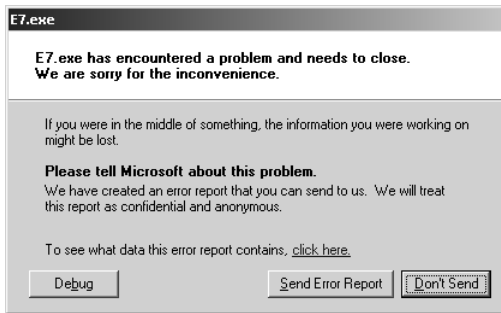 E7.exe
E7.exe has encountered a problem and needs to close.
We are sorry for the inconvenience.
If you were in the middle of something, the information you were working on
might be lost.
Please tell Microsoft about this problem.
We have created an error report that you can send to us. We will treat
this report as confidential and anonymous.
To see what data this error report contains, click here.
Debug
Send Error Report
Don't Send